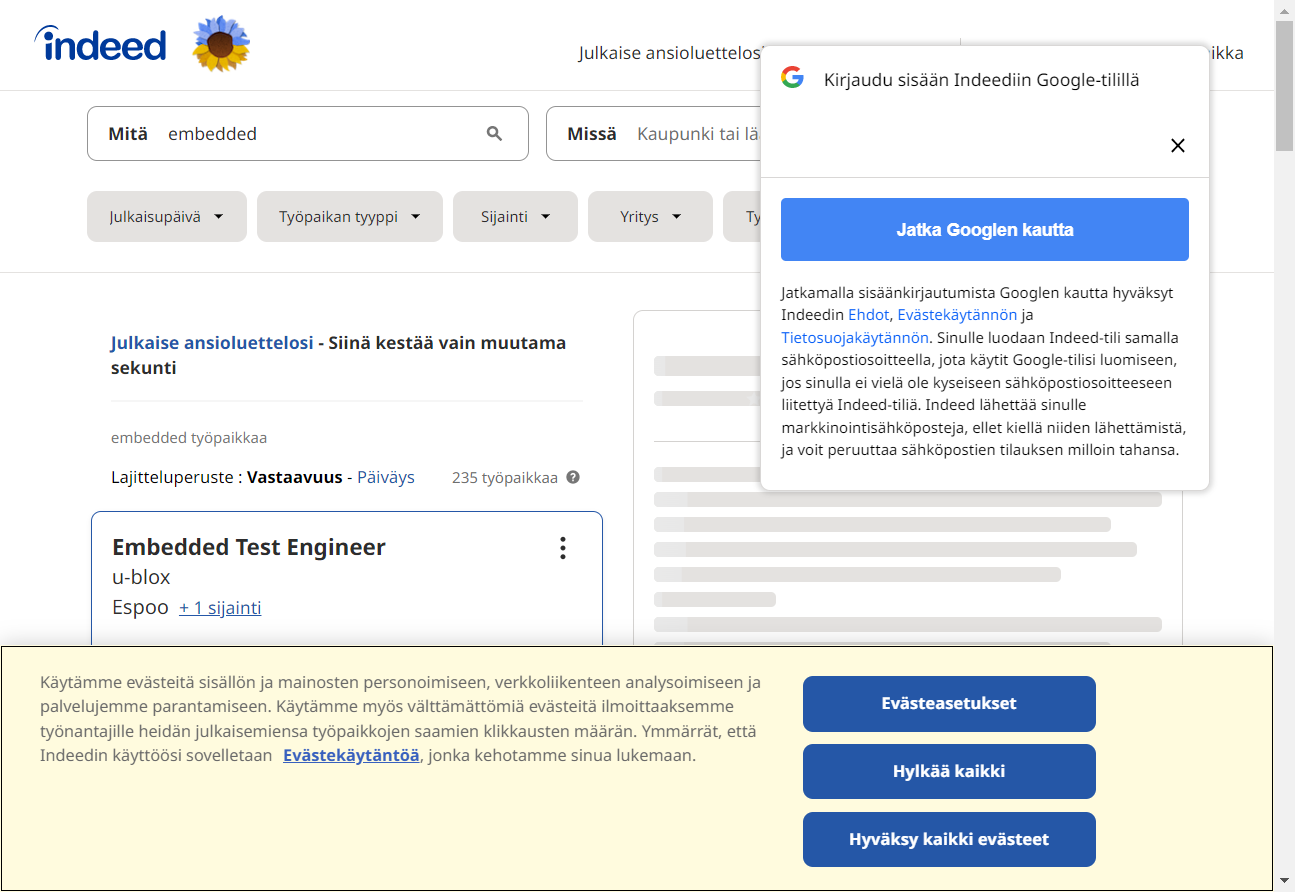 indeed
Julkaise ansioluettelosi
ikka
Kirjaudu sisään Indeediin Google-tilillä
Mitä embedded
Missä Kaupunki tai
Julkaisupäivä
Työpaikan tyyppi
Sijainti
Yritys
Jatka Googlen kautta
Jatkamalla sisäänkirjautumista Googlen kautta hyväksyt
Indeedin Ehdot, Evästekäytännön ja
Tietosuojakäytännön. Sinulle luodaan Indeed-tili samalla
sähköpostiosoitteella, jota käytit Google-tilisi luomiseen,
jos sinulla ei vielä ole kyseiseen sähköpostiosoitteeseen
liitettyä Indeed-tiliä. Indeed lähettää sinulle
markkinointisähköposteja, ellet kiellä niiden lähettämistä,
ja voit peruuttaa sähköpostien tilauksen milloin tahansa.
Julkaise ansioluettelosi - Siinä kestää vain muutama
sekunti
embedded työpaikkaa
Lajitteluperuste : Vastaavuus - Päiväys
235 työpaikkaa
Embedded Test Engineer
u-blox
Espoo + 1 sijainti
Käytämme evästeitä sisällön ja mainosten personoimiseen, verkkoliikenteen analysoimiseen ja
palvelujemme parantamiseen. Käytämme myös välttämättömiä evästeitä ilmoittaaksemme
työnantajille heidän julkaisemiensa työpaikkojen saamien klikkausten määrän. Ymmärrät, että
Indeedin käyttöösi sovelletaan Evästekäytäntöä, jonka kehotamme sinua lukemaan.
Evästeasetukset
Hylkää kaikki
Hyväksy kaikki evästeet